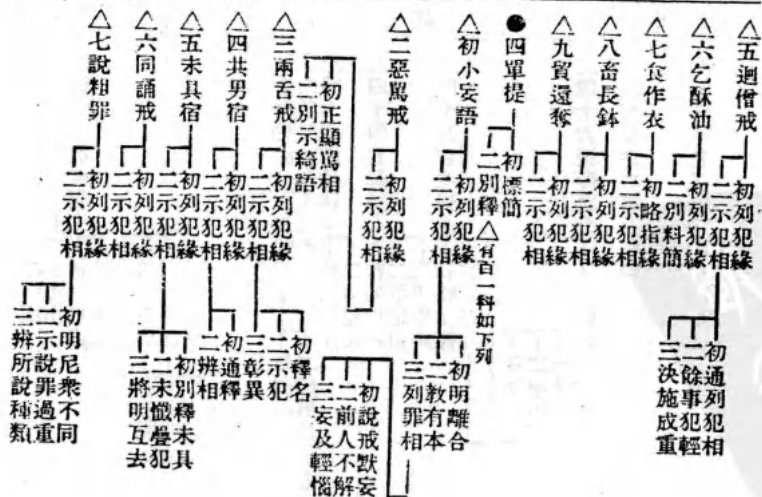 △五迴僧戒
初列犯緣
二示犯相
初通列犯相
二餘事犯輕
三決施成重
△六乞酥油
初列犯緣
二別料簡
△七食作衣
初略指緣
二示犯相
△八畜長鉢
初列犯緣
二示犯相
△九貿還奪
初列犯緣
二示犯相
●四單提
初標簡
二別釋△有百一科如下列
△初小妄語
初列犯緣
二示犯相
初明離合
二教有本
三列罪相
初說戒默妄
二前人不解
三妄及輕惱
△二惡罵戒
初列犯緣
二示犯相
初正顯罵相
二別示綺語
△三兩舌戒
初列犯緣
二示犯相
初釋名
二示犯
三彰異
△四共男宿
初列犯緣
二示犯相
初通釋
二辨相
△五未具宿
初列犯緣
二示犯相
初別釋未具
二未懺疊犯
三將明互去
△六同誦戒
初列犯緣
二示犯相
△七說粗罪
初列犯緣
二示犯相
初明尼衆不同
二示說罪過重
三辨所說種類